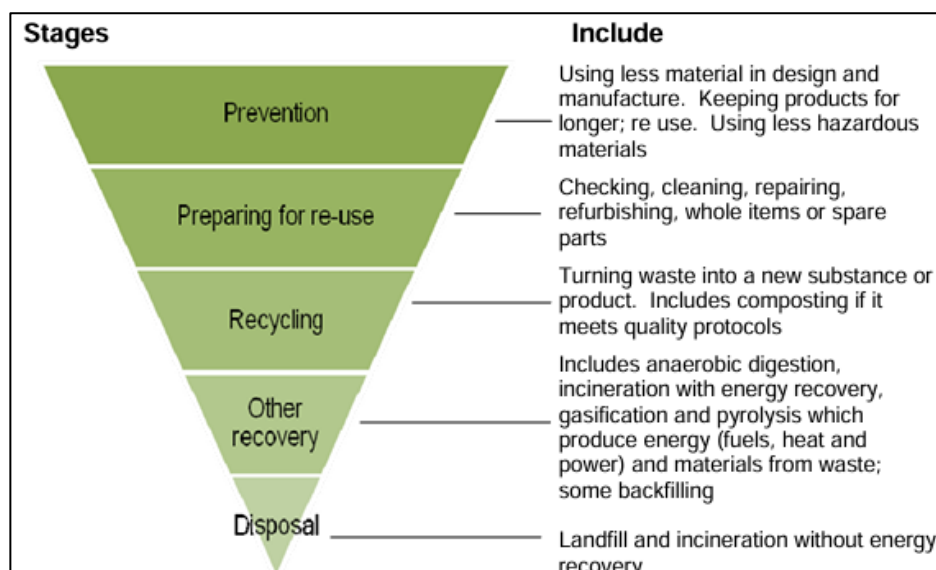 Stages
Include
Prevention
Using less material in design and
manufacture. Keeping products for
longer; re use. Using less hazardous
materials
Preparing for re-use
Checking, cleaning, repairing,
refurbishing, whole items or spare
parts
Recycling
Turning waste into a new substance or
product. Includes composting if it
meets quality protocols
Other
recovery
Includes anaerobic digestion,
incineration with energy recovery,
gasification and pyrolysis which
produce energy (fuels, heat and
power) and materials from waste;
some backfilling
Disposal
Landfill and incineration without energy
recovery